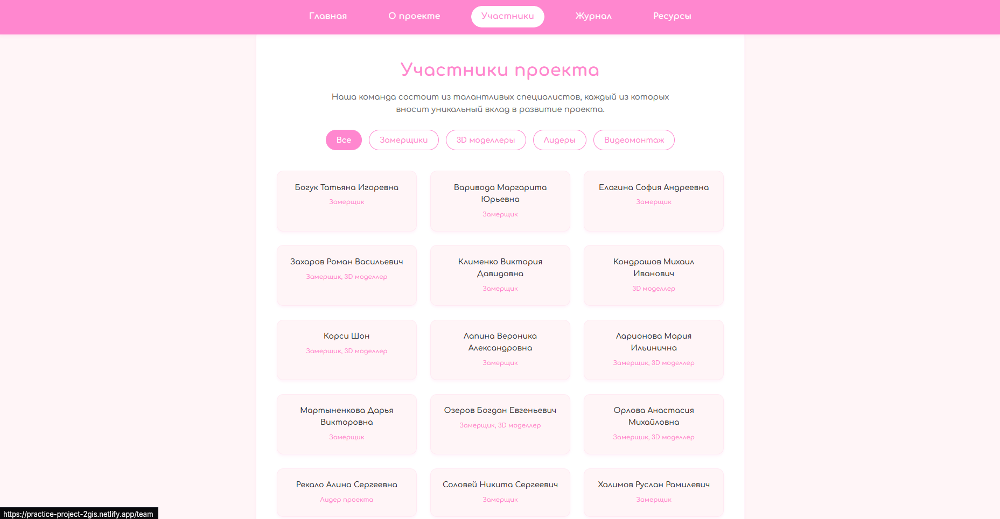 Главная О проекте Участники Журнал Ресурсы
Участники проекта
Наша команда состоит из талантливых специалистов, каждый из которых
вносит уникальный вклад в развитие проекта.
Все Замерщики 3D моделлеры Лидеры Видеомонтаж
Богук Татьяна Игоревна
Замерщик
Варивода Маргарита
Юрьевна
Замерщик
Елагина София Андреевна
Замерщик
Захаров Роман Васильевич
Замерщик, 3D моделлер
Клименко Виктория
Давидовна
Замерщик
Кондрашов Михаил
Иванович
3D моделлер
Корси Шон
Замерщик, 3D моделлер
Лапина Вероника
Александровна
Замерщик
Ларионова Мария
Ильинична
Замерщик, 3D моделлер
Мартыненкова Дарья
Викторовна
Замерщик
Озеров Богдан Евгеньевич
Замерщик, 3D моделлер
Орлова Анастасия
Михайловна
Замерщик, 3D моделлер
Рекало Алина Сергеевна
Лидер проекта
Соловей Никита Сергеевич
Замерщик
Халимов Руслан Рамилевич
Замерщик
https://practice-project-2gis.netlify.app/team